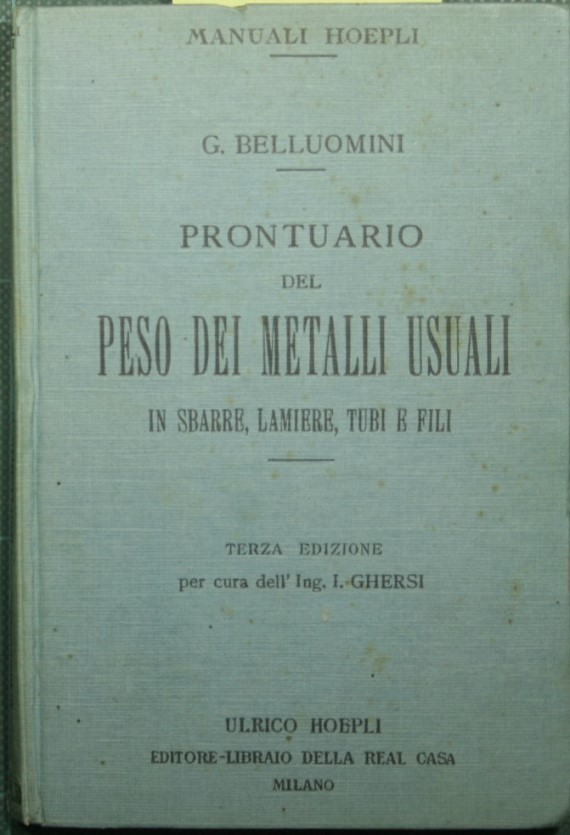 MANUALI HOEPLI
G. BELLUOMINI
PRONTUARIO
DEL
PESO DEI METALLI USUALI
IN SBARRE, LAMIERE, TUBI E FILI
TERZA EDIZIONE
per cura dell' Ing. I. GHERSI
ULRICO HOEPLI
EDITORE-LIBRAIO DELLA REAL CASA
MILANO